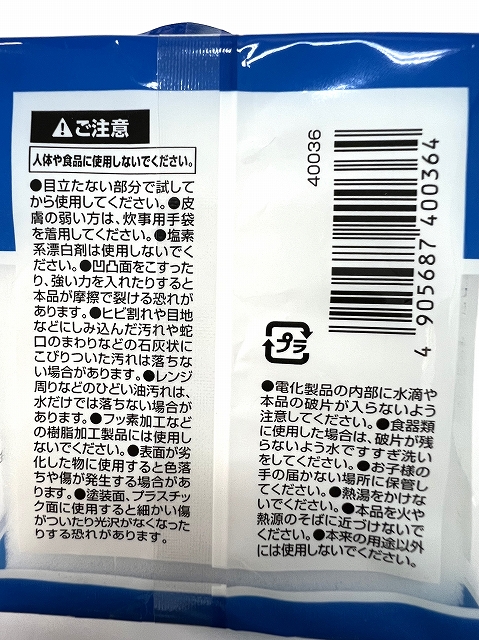 ⚠ご注意
人体や食品に使用しないでください。
●目立たない部分で試して
から使用してください。●皮
膚の弱い方は、炊事用手袋
を着用してください。●塩素
系漂白剤は使用しないでく
ださい。●凹凸面をこすった
り、強い力を入れたりすると
本品が摩擦で裂ける恐れが
あります。●ヒビ割れや目地
などにしみ込んだ汚れや蛇
口のまわりなどの石灰状に
こびりついた汚れは落ちな
い場合があります。●レンジ
周りなどのひどい油汚れは、
水だけでは落ちない場合が
あります。●フッ素加工など
の樹脂加工製品には使用し
ないでください。●表面が劣
化した物に使用すると色落
ちや傷が発生する場合があり
ます。●塗装面、プラスチッ
ク面に使用すると細かい傷
がついたり光沢がなくなった
りする恐れがあります。
40036
4 905687 400364
プラ
●電化製品の内部に水滴や
本品の破片が入らないよう
注意してください。●食器類
に使用した場合は、破片が残
らないよう水ですすぎ洗い
をしてください。●お子様の
手の届かない場所に保管し
てください。●熱湯をかけな
いでください。●本品を火や
熱源のそばに近づけないで
ください。●本来の用途以外
には使用しないでください。